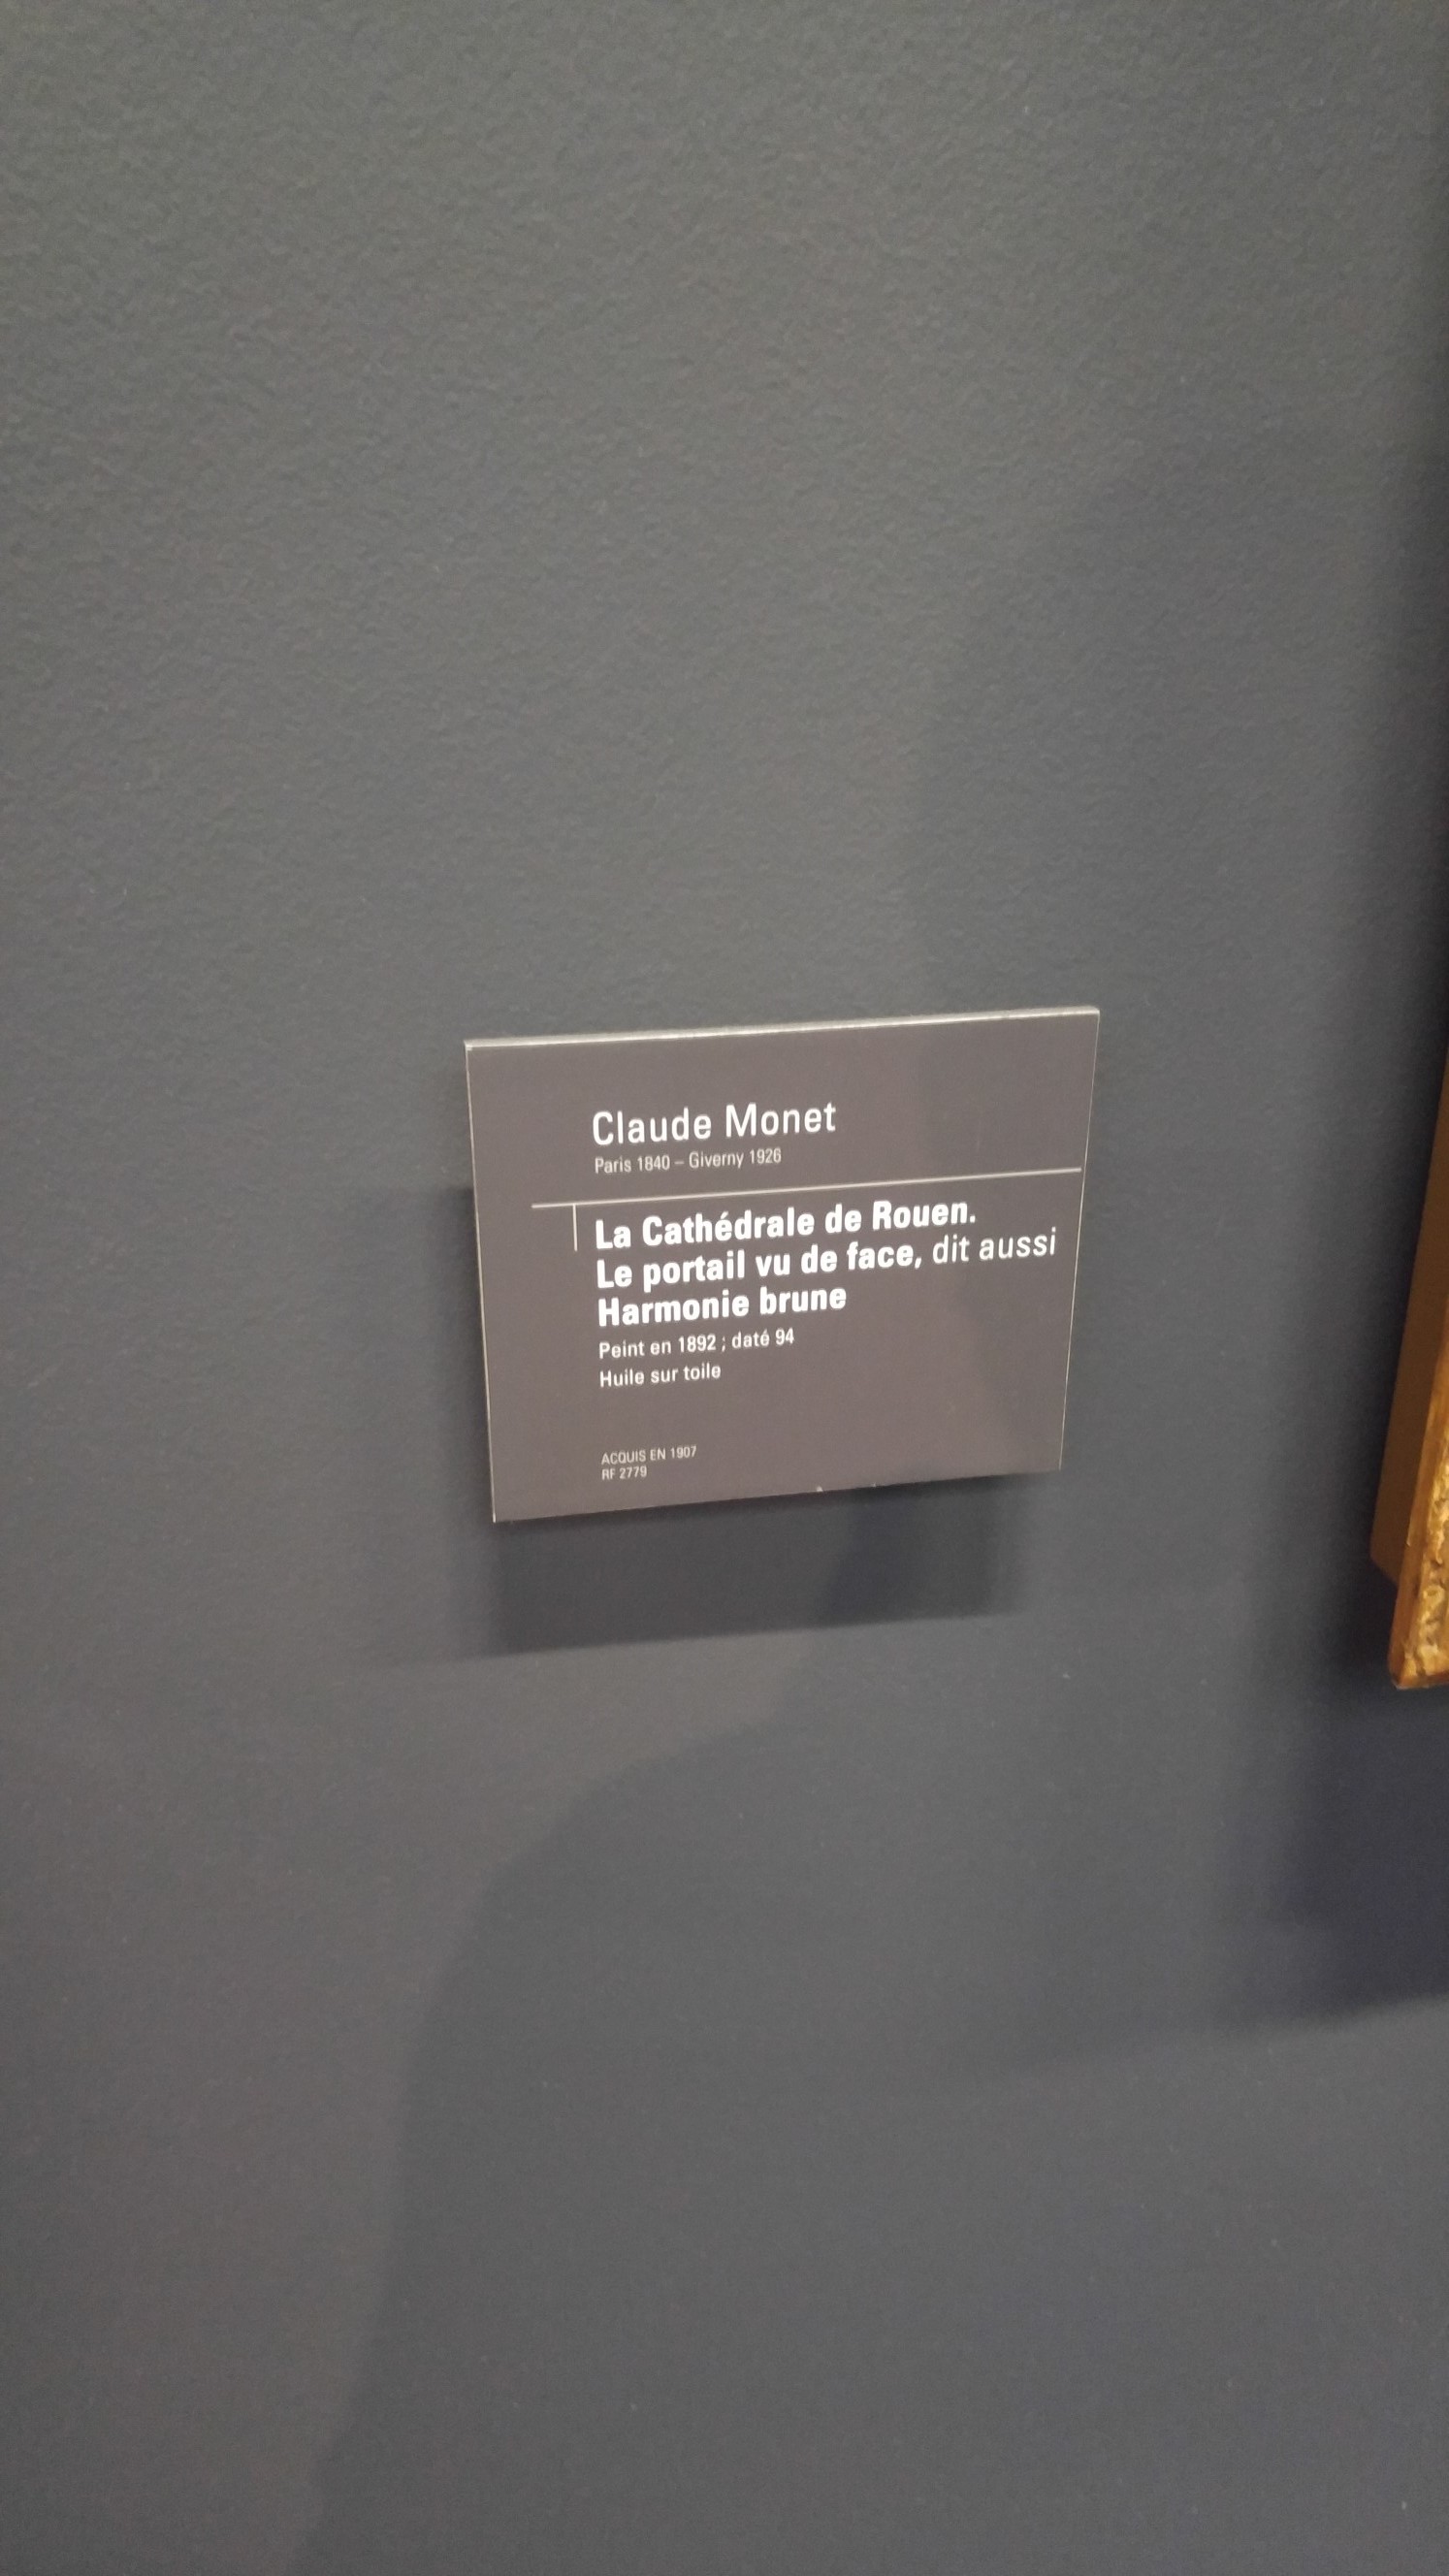 Claude Monet
Paris 1840 – Giverny 1926
La Cathédrale de Rouen.
Le portail vu de face, dit aussi
Harmonie brune
Peint en 1892 ; daté 94
Huile sur toile
ACQUIS EN 1907
RF 2779